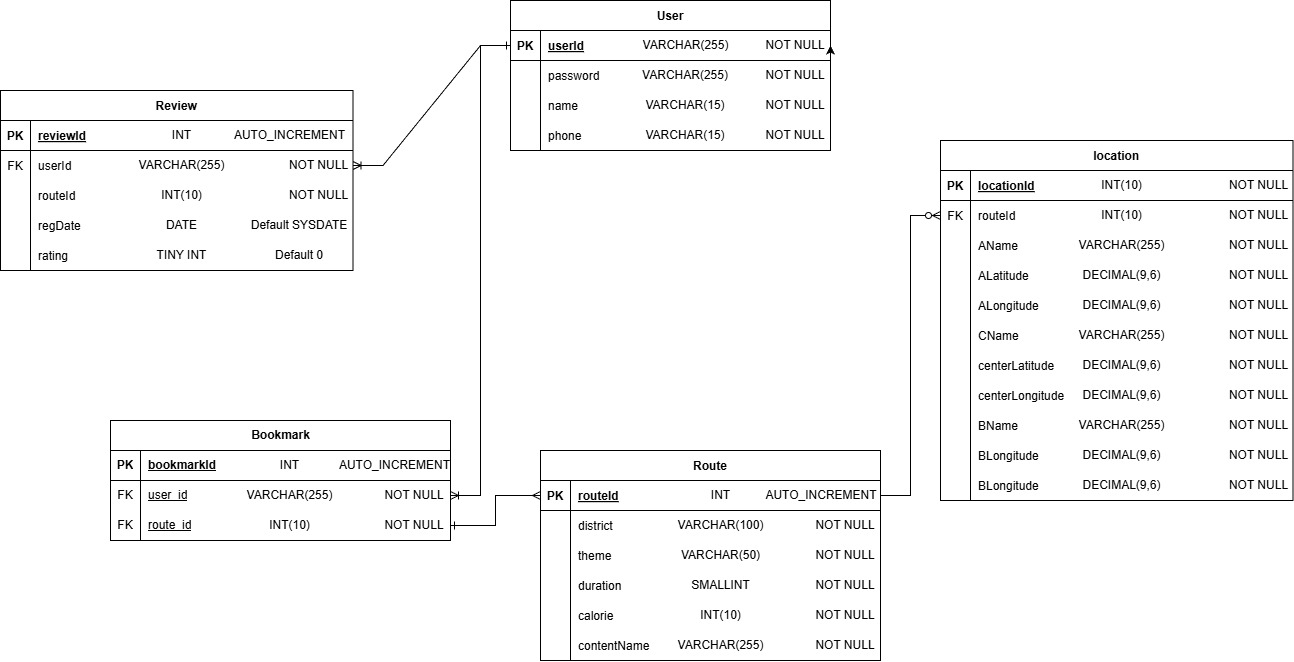 User
PK userId VARCHAR(255) NOT NULL
password VARCHAR(255) NOT NULL
name VARCHAR(15) NOT NULL
phone VARCHAR(15) NOT NULL
Review
PK reviewId INT AUTO_INCREMENT
FK userId VARCHAR(255) NOT NULL
routeId INT(10) NOT NULL
regDate DATE Default SYSDATE
rating TINY INT Default 0
location
PK locationId INT(10) NOT NULL
FK routeId INT(10) NOT NULL
AName VARCHAR(255) NOT NULL
ALatitude DECIMAL(9,6) NOT NULL
ALongitude DECIMAL(9,6) NOT NULL
CName VARCHAR(255) NOT NULL
centerLatitude DECIMAL(9,6) NOT NULL
centerLongitude DECIMAL(9,6) NOT NULL
BName VARCHAR(255) NOT NULL
BLongitude DECIMAL(9,6) NOT NULL
BLongitude DECIMAL(9,6) NOT NULL
Bookmark
PK bookmarkId INT AUTO_INCREMENT
FK user_id VARCHAR(255) NOT NULL
FK route_id INT(10) NOT NULL
Route
PK routeId INT AUTO_INCREMENT
district VARCHAR(100) NOT NULL
theme VARCHAR(50) NOT NULL
duration SMALLINT NOT NULL
calorie INT(10) NOT NULL
contentName VARCHAR(255) NOT NULL